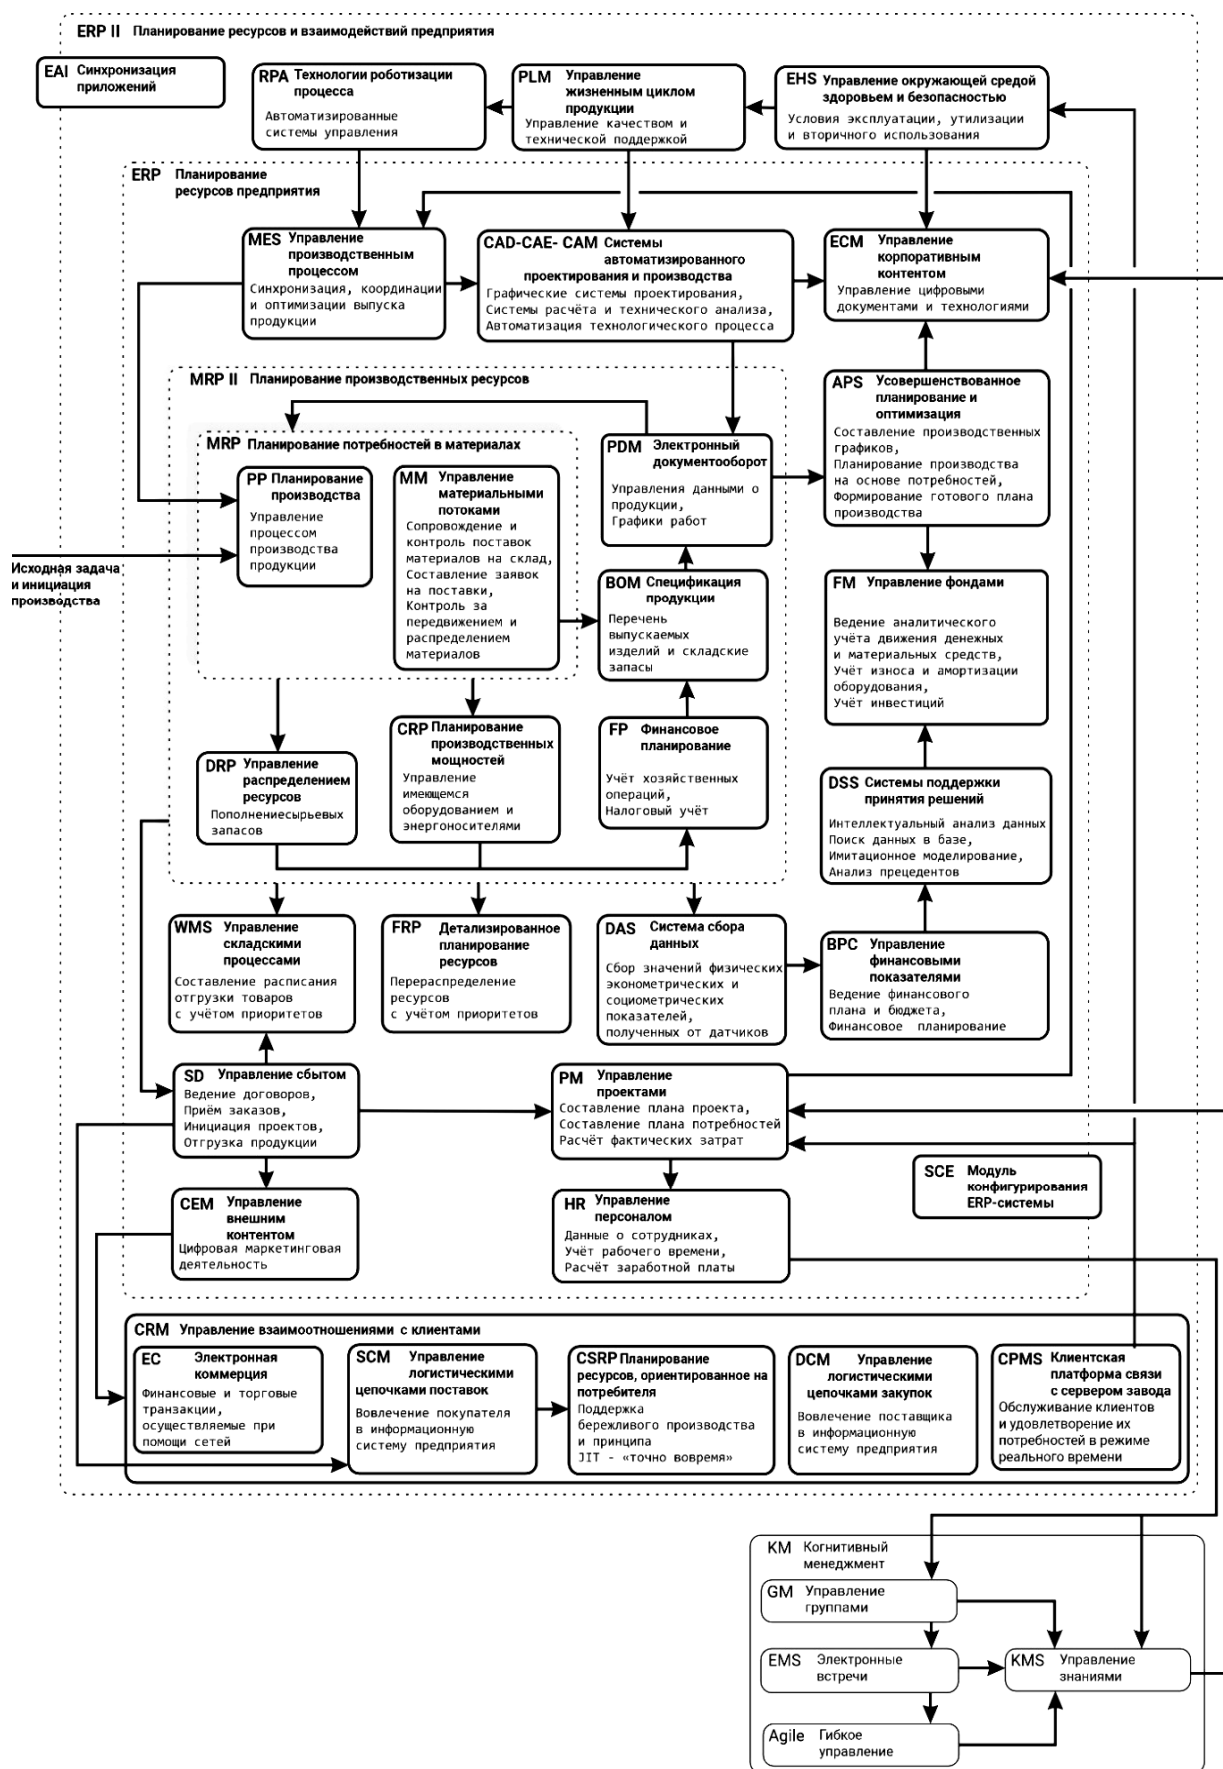 ERP II Планирование ресурсов и взаимодействий предприятия
EAI Синхронизация
приложений
RPA Технологии роботизации
процесса
Автоматизированные
системы управления
PLM Управление
жизненным циклом
продукции
Управление качеством и
технической поддержкой
EHS Управление окружающей средой
здоровьем и безопасностью
Условия эксплуатации, утилизации
и вторичного использования
ERP Планирование
ресурсов предприятия
MES Управление
производственным
процессом
Синхронизация, координации
и оптимизации выпуска
продукции
CAD-CAE- CAM Системы
автоматизированного
проектирования и производства
Графические системы проектирования,
Системы расчёта и технического анализа,
Автоматизация технологического процесса
ECM Управление
корпоративным
контентом
Управление цифровыми
документами и технологиями
MRP II Планирование производственных ресурсов
MRP Планирование потребностей в материалах
PP Планирование
производства
Управление
процессом
производства
продукции
MM Управление
материальными
потоками
Сопровождение и
контроль поставок
материалов на склад,
Составление заявок
на поставки,
Контроль за
передвижением и
распределением
материалов
PDM Электронный
документооборот
Управления данными о
продукции,
Графики работ
APS Усовершенствованное
планирование и
оптимизация
Составление производственных
графиков,
Планирование производства
на основе потребностей,
Формирование готового плана
производства
Исходная задача
и инициация
производства
BOM Спецификация
продукции
Перечень
выпускаемых
изделий и складские
запасы
FM Управление фондами
Ведение аналитического
учёта движения денежных
и материальных средств,
Учёт износа и амортизации
оборудования,
Учёт инвестиций
DRP Управление
распределением
ресурсов
Пополнениесырьевых
запасов
CRP Планирование
производственных
мощностей
Управление
имеющемся
оборудованием и
энергоносителями
FP Финансовое
планирование
Учёт хозяйственных
операций,
Налоговый учёт
DSS Системы поддержки
принятия решений
Интеллектуальный анализ данных
Поиск данных в базе,
Имитационное моделирование,
Анализ прецедентов
WMS Управление
складскими
процессами
Составление расписания
отгрузки товаров
с учётом приоритетов
FRP Детализированное
планирование
ресурсов
Перераспределение
ресурсов
с учётом приоритетов
DAS Система сбора
данных
Сбор значений физических
эконометрических и
социометрических
показателей,
полученных от датчиков
BPC Управление
финансовыми
показателями
Ведение финансового
плана и бюджета,
Финансовое планирование
SD Управление сбытом
Ведение договоров,
Приём заказов,
Инициация проектов,
Отгрузка продукции
PM Управление
проектами
Составление плана проекта,
Составление плана потребностей
Расчёт фактических затрат
SCE Модуль
конфигурирования
ERP-системы
CEM Управление
внешним
контентом
Цифровая маркетинговая
деятельность
HR Управление
персоналом
Данные о сотрудниках,
Учёт рабочего времени,
Расчёт заработной платы
CRM Управление взаимоотношениями с клиентами
EC Электронная
коммерция
Финансовые и торговые
транзакции,
осуществляемые при
помощи сетей
SCM Управление
логистическими
цепочками поставок
Вовлечение покупателя
в информационную
систему предприятия
CSRP Планирование
ресурсов, ориентированное на
потребителя
Поддержка
бережливого производства
и принципа
JIT - «точно вовремя»
DCM Управление
логистическими
цепочками закупок
Вовлечение поставщика
в информационную
систему предприятия
CPMS Клиентская
платформа связи
с сервером завода
Обслуживание клиентов
и удовлетворение их
потребностей в режиме
реального времени
KM Когнитивный
менеджмент
GM Управление
группами
EMS Электронные
встречи
KMS Управление
знаниями
Agile Гибкое
управление